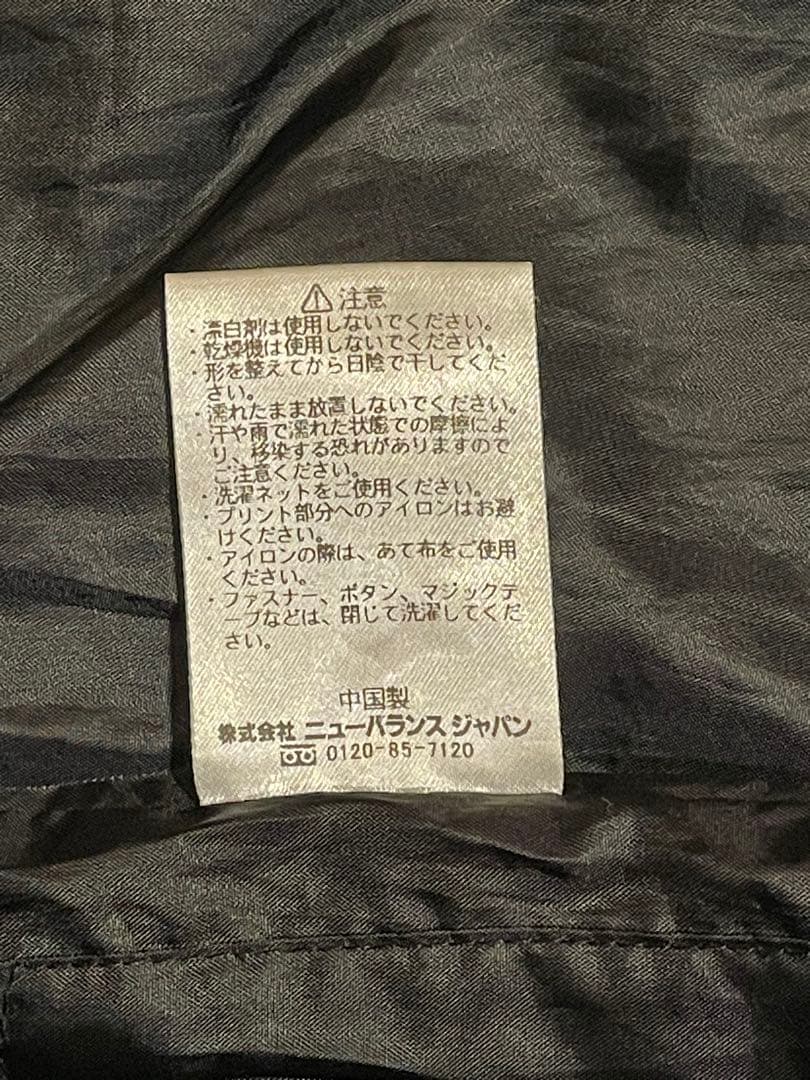 ⚠注意
・漂白剤は使用しないでください。
・乾燥機は使用しないでください。
・形を整えてから日陰で干してくだ
さい。
・濡れたまま放置しないでください。
・汗や雨で濡れた状態での摩擦によ
り、移染する恐れがありますので
ご注意ください。
・洗濯ネットをご使用ください。
・プリント部分へのアイロンはお避
けください。
・アイロンの際は、あて布をご使用
ください。
・ファスナー、ボタン、マジックテ
ープなどは、閉じて洗濯してくだ
さい。
中国製
株式会社 ニューバランス ジャパン
0120-85-7120